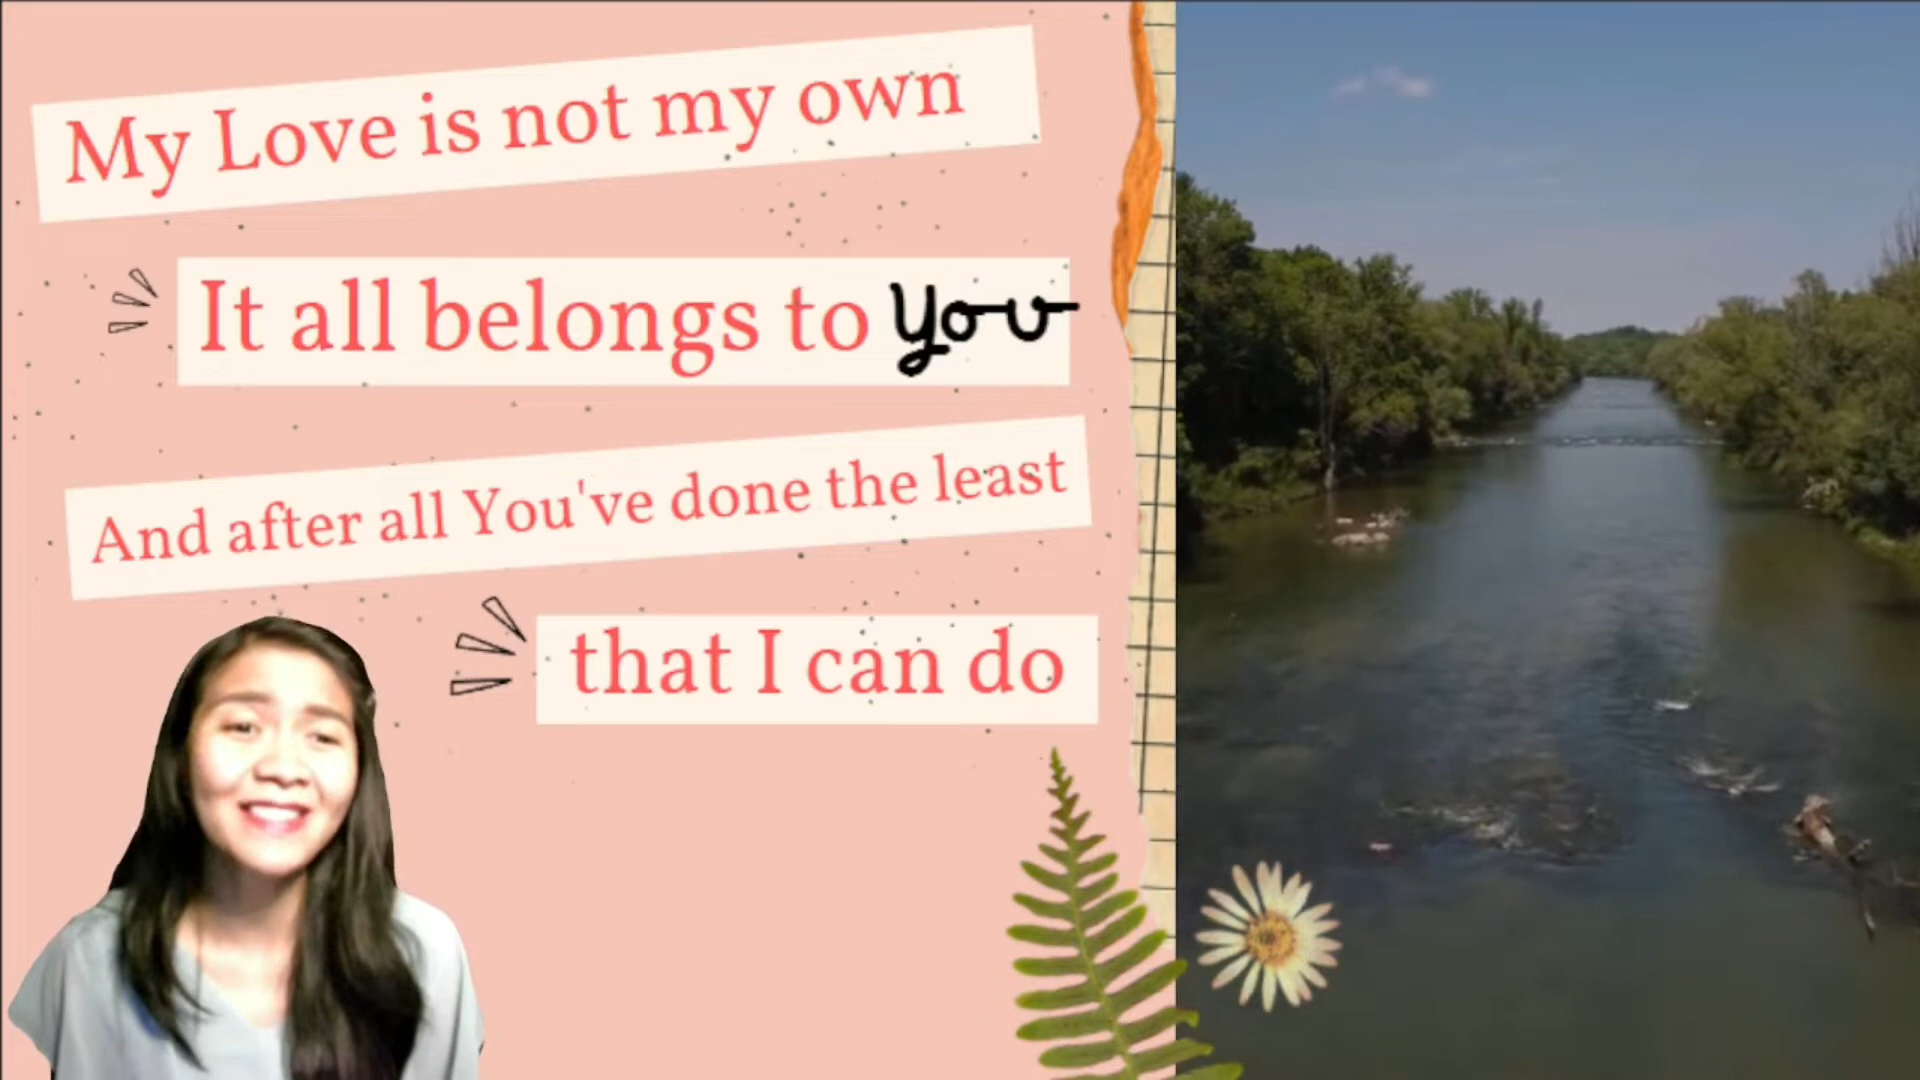 My Love is not my own
It all belongs to You
And after all You've done the least
that I can do